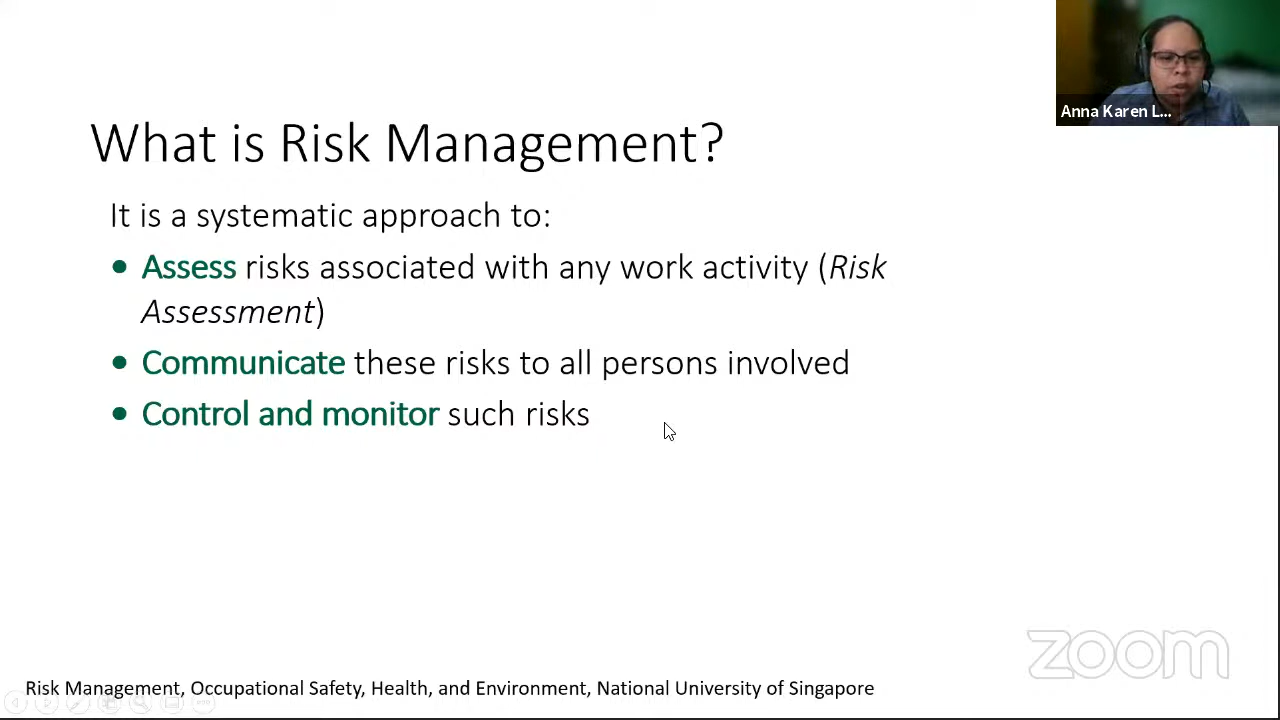 Anna Karen L...
What is Risk Management?
It is a systematic approach to:
• Assess risks associated with any work activity (Risk
Assessment)
• Communicate these risks to all persons involved
• Control and monitor such risks
zoom
Risk Management, Occupational Safety, Health, and Environment, National University of Singapore